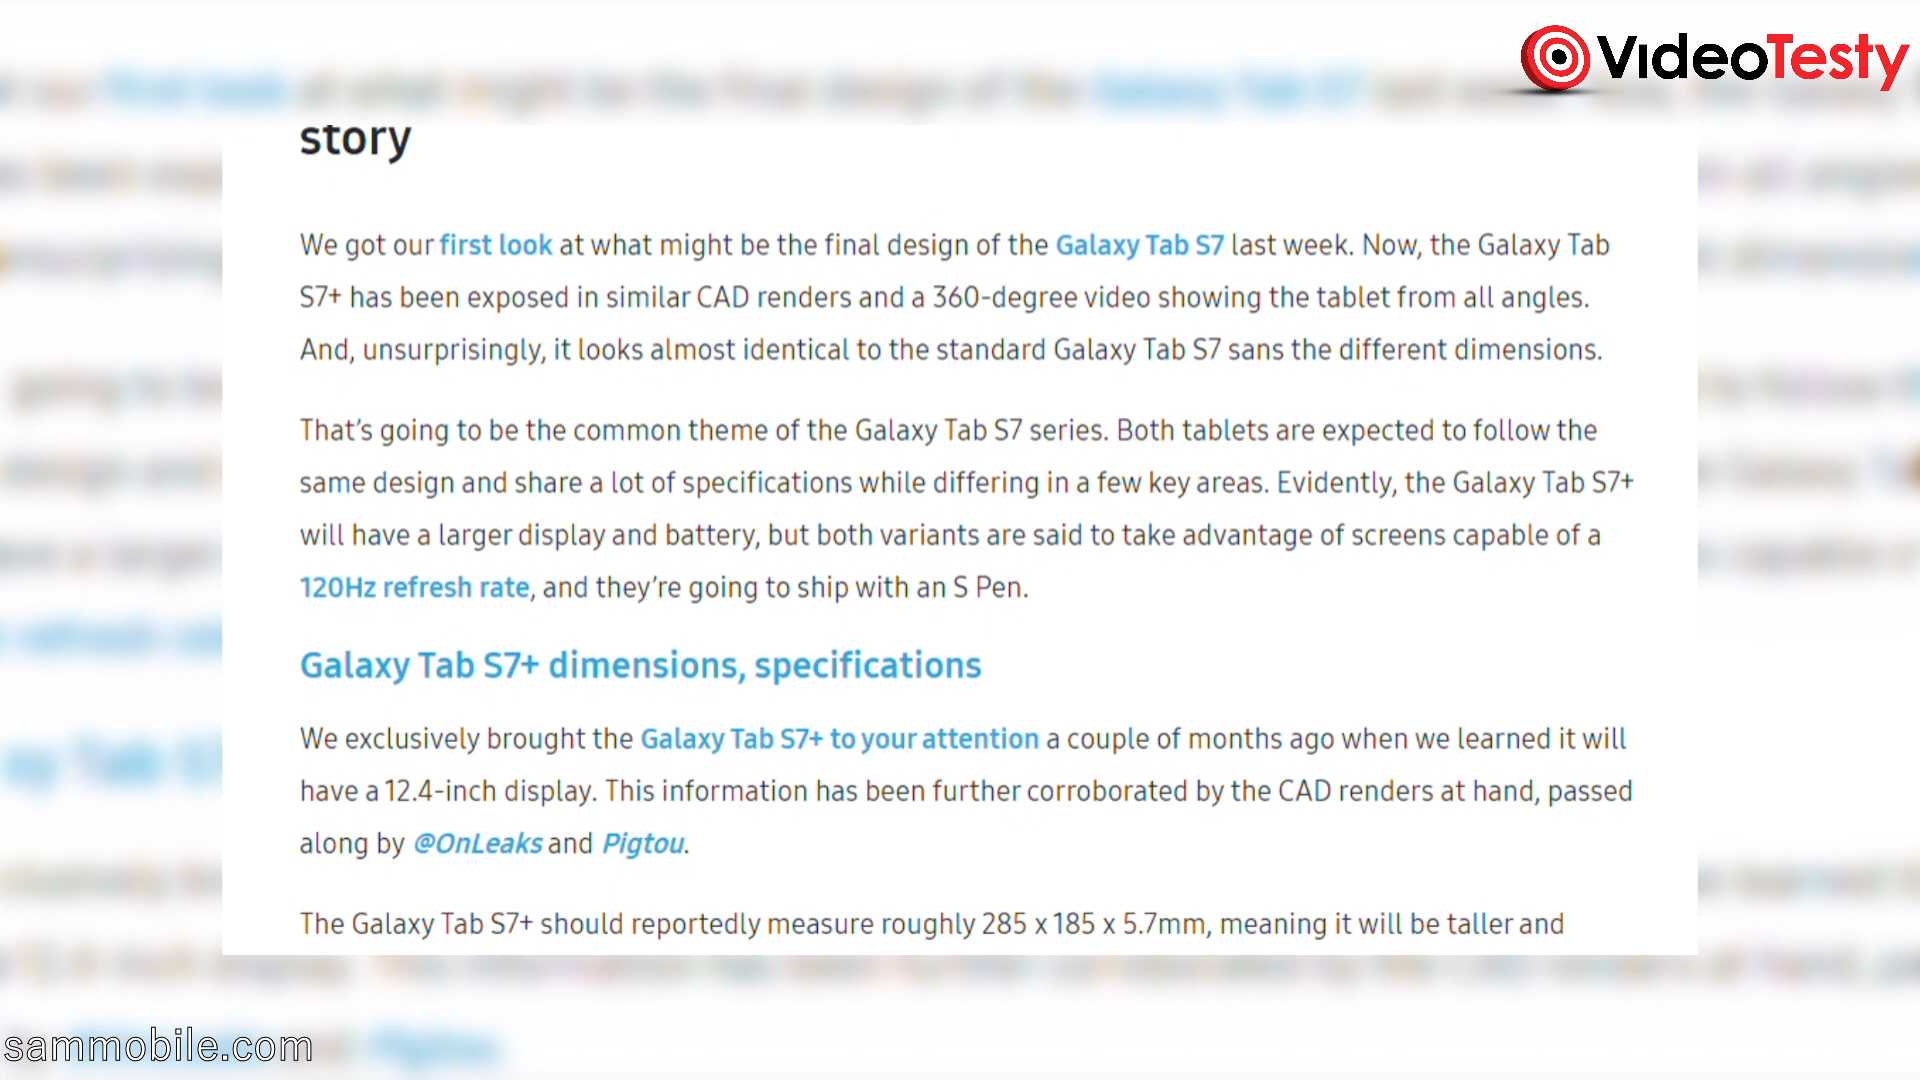 VideoTesty
story
We got our first look at what might be the final design of the Galaxy Tab S7 last week. Now, the Galaxy Tab
S7+ has been exposed in similar CAD renders and a 360-degree video showing the tablet from all angles.
And, unsurprisingly, it looks almost identical to the standard Galaxy Tab S7 sans the different dimensions.
That's going to be the common theme of the Galaxy Tab S7 series. Both tablets are expected to follow the
same design and share a lot of specifications while differing in a few key areas. Evidently, the Galaxy Tab S7+
will have a larger display and battery, but both variants are said to take advantage of screens capable of a
120Hz refresh rate, and they're going to ship with an S Pen.
Galaxy Tab S7+ dimensions, specifications
We exclusively brought the Galaxy Tab S7+ to your attention a couple of months ago when we learned it will
have a 12.4-inch display. This information has been further corroborated by the CAD renders at hand, passed
along by @OnLeaks and Pigtou.
The Galaxy Tab S7+ should reportedly measure roughly 285 x 185 x 5.7mm, meaning it will be taller and
sammobile.com